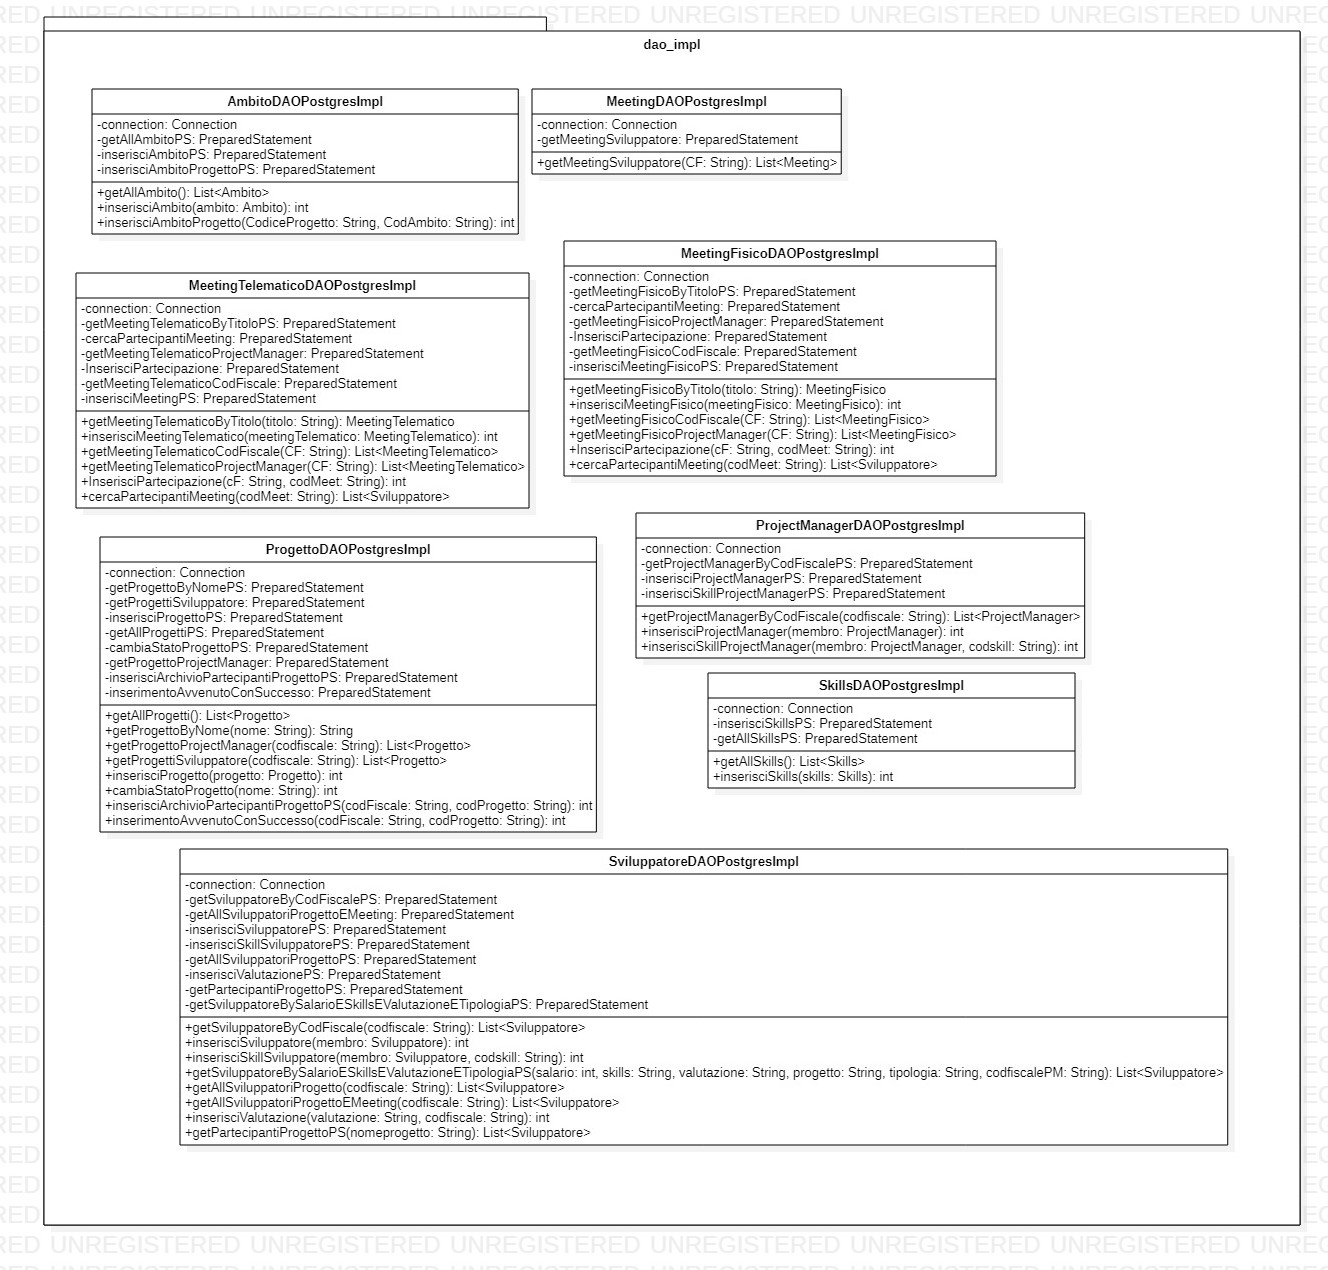 UNREGISTERED UNREGISTERED UNREGISTERED UNREGISTERED UNREGISTERED
dao_impl
AmbitoDAOPostgresImpl
-connection: Connection
-getAllAmbitoPS: PreparedStatement
-inserisciAmbitoPS: PreparedStatement
-inserisciAmbitoProgettoPS: PreparedStatement
+getAllAmbito(): List<Ambito>
+inserisciAmbito(ambito: Ambito): int
+inserisciAmbitoProgetto(CodiceProgetto: String, CodAmbito: String): int
MeetingDAOPostgresImpl
-connection: Connection
-getMeetingSviluppatore: PreparedStatement
+getMeetingSviluppatore(CF: String): List<Meeting>
MeetingTelematicoDAOPostgresImpl
-connection: Connection
-getMeetingTelematicoByTitoloPS: PreparedStatement
-cercaPartecipantiMeeting: PreparedStatement
-getMeetingTelematicoProjectManager: PreparedStatement
-InserisciPartecipazione: PreparedStatement
-getMeetingTelematicoCodFiscale: PreparedStatement
-inserisciMeetingPS: PreparedStatement
+getMeetingTelematicoByTitolo(titolo: String): MeetingTelematico
+inserisciMeetingTelematico(meetingTelematico: MeetingTelematico): int
+getMeetingTelematicoCodFiscale(CF: String): List<MeetingTelematico>
+getMeetingTelematicoProjectManager(CF: String): List<MeetingTelematico>
+InserisciPartecipazione(cF: String, codMeet: String): int
+cercaPartecipantiMeeting(codMeet: String): List<Sviluppatore>
MeetingFisicoDAOPostgresImpl
-connection: Connection
-getMeetingFisicoByTitoloPS: PreparedStatement
-cercaPartecipantiMeeting: PreparedStatement
-getMeetingFisicoProjectManager: PreparedStatement
-InserisciPartecipazione: PreparedStatement
-getMeetingFisicoCodFiscale: PreparedStatement
-inserisciMeetingFisicoPS: PreparedStatement
+getMeetingFisicoByTitolo(titolo: String): MeetingFisico
+inserisciMeetingFisico(meetingFisico: MeetingFisico): int
+getMeetingFisicoCodFiscale(CF: String): List<MeetingFisico>
+getMeetingFisicoProjectManager(CF: String): List<MeetingFisico>
+InserisciPartecipazione(cF: String, codMeet: String): int
+cercaPartecipantiMeeting(codMeet: String): List<Sviluppatore>
ProgettoDAOPostgresImpl
-connection: Connection
-getProgettoByNomePS: PreparedStatement
-getProgettiSviluppatore: PreparedStatement
-inserisciProgettoPS: PreparedStatement
-getAllProgettiPS: PreparedStatement
-cambiaStatoProgettoPS: PreparedStatement
-getProgettoProjectManager: PreparedStatement
-inserisciArchivioPartecipantiProgettoPS: PreparedStatement
-inserimentoAvvenutoConSuccesso: PreparedStatement
+getAllProgetti(): List<Progetto>
+getProgettoByNome(nome: String): String
+getProgettoProjectManager(codfiscale: String): List<Progetto>
+getProgettiSviluppatore(codfiscale: String): List<Progetto>
+inserisciProgetto(progetto: Progetto): int
+cambiaStatoProgetto(nome: String): int
+inserisciArchivioPartecipantiProgettoPS(codFiscale: String, codProgetto: String): int
+inserimentoAvvenutoConSuccesso(codFiscale: String, codProgetto: String): int
ProjectManagerDAOPostgresImpl
-connection: Connection
-getProjectManagerByCodFiscalePS: PreparedStatement
-inserisciProjectManagerPS: PreparedStatement
-inserisciSkillProjectManagerPS: PreparedStatement
+getProjectManagerByCodFiscale(codfiscale: String): List<ProjectManager>
+inserisciProjectManager(membro: ProjectManager): int
+inserisciSkillProjectManager(membro: ProjectManager, codskill: String): int
SkillsDAOPostgresImpl
-connection: Connection
-inserisciSkillsPS: PreparedStatement
-getAllSkillsPS: PreparedStatement
+getAllSkills(): List<Skills>
+inserisciSkills(skills: Skills): int
SviluppatoreDAOPostgresImpl
-connection: Connection
-getSviluppatoreByCodFiscalePS: PreparedStatement
-getAllSviluppatoriProgettoEMeeting: PreparedStatement
-inserisciSviluppatorePS: PreparedStatement
-inserisciSkillSviluppatorePS: PreparedStatement
-getAllSviluppatoriProgettoPS: PreparedStatement
-inserisciValutazionePS: PreparedStatement
-getPartecipantiProgettoPS: PreparedStatement
-getSviluppatoreBySalarioESkillsEValutazioneETipologiaPS: PreparedStatement
+getSviluppatoreByCodFiscale(codfiscale: String): List<Sviluppatore>
+inserisciSviluppatore(membro: Sviluppatore): int
+inserisciSkillSviluppatore(membro: Sviluppatore, codskill: String): int
+getSviluppatoreBySalarioESkillsEValutazioneETipologiaPS(salario: int, skills: String, valutazione: String, progetto: String, tipologia: String, codfiscalePM: String): List<Sviluppatore>
+getAllSviluppatoriProgetto(codfiscale: String): List<Sviluppatore>
+getAllSviluppatoriProgettoEMeeting(codfiscale: String): List<Sviluppatore>
+inserisciValutazione(valutazione: String, codfiscale: String): int
+getPartecipantiProgettoPS(nomeprogetto: String): List<Sviluppatore>
UNREGISTERED UNREGISTERED UNREGISTERED UNREGISTERED UNREGISTERED UNREGISTERED